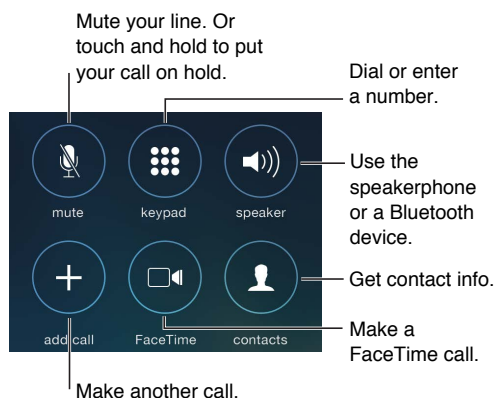 Mute your line. Or
touch and hold to put
your call on hold.
Dial or enter
a number.
Use the
speakerphone
or a Bluetooth
device.
mute
keypad
speaker
Get contact info.
add call
FaceTime
contacts
Make a
FaceTime call.
Make another call.